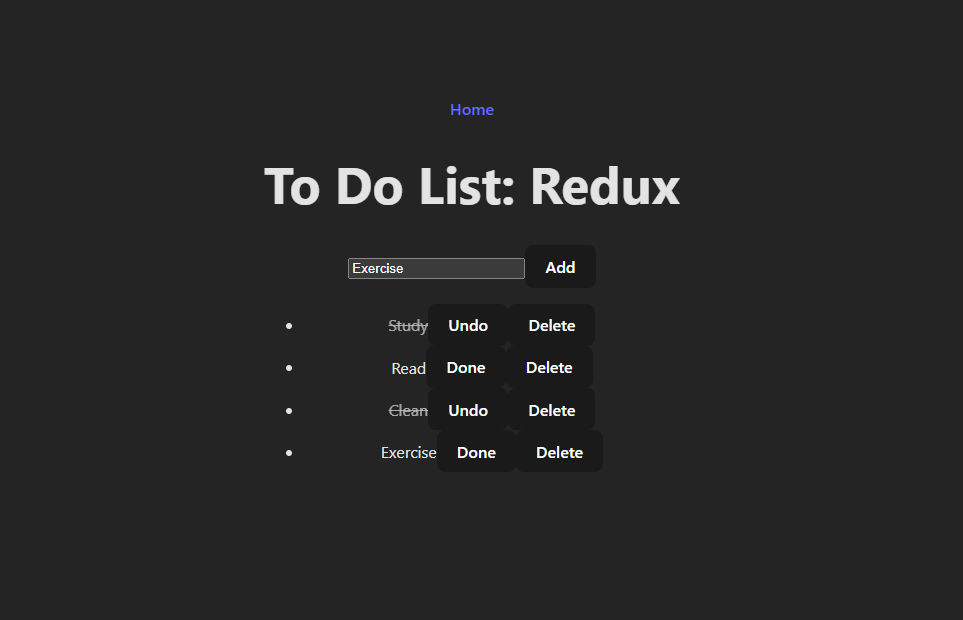 Home
To Do List: Redux
Exercise Add
Study Undo Delete
Read Done Delete
Clean Undo Delete
Exercise Done Delete